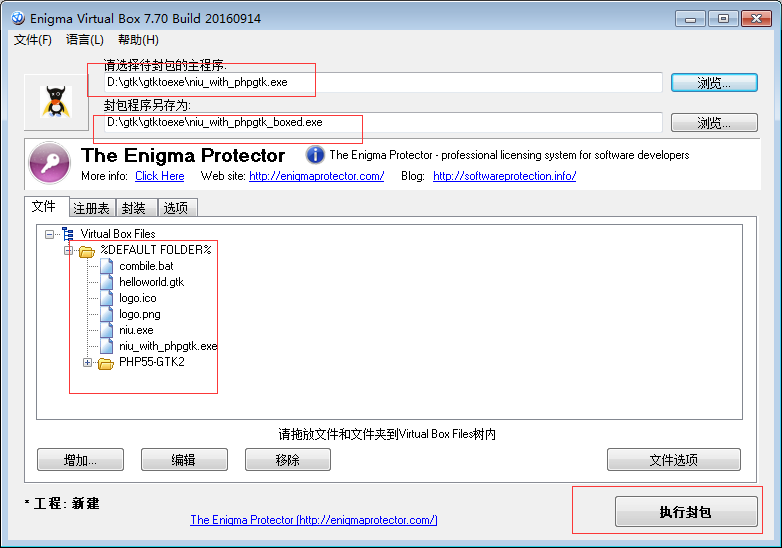 Enigma Virtual Box 7.70 Build 20160914
文件(F) 语言(L) 帮助(H)
请选择待封包的主程序:
D:\gtk\gtktoexe\niu_with_phpgtk.exe
浏览...
封包程序另存为:
D:\gtk\gtktoexe\niu_with_phpgtk_boxed.exe
浏览...
The Enigma Protector
The Enigma Protector - professional licensing system for software developers
More info: Click Here Web site: http://enigmaprotector.com/ Blog: http://softwareprotection.info/
文件 注册表 封装 选项
Virtual Box Files
%DEFAULT FOLDER%
combile.bat
helloworld.gtk
logo.ico
logo.png
niu.exe
niu_with_phpgtk.exe
PHP55-GTK2
请拖放文件和文件夹到Virtual Box Files树内
增加... 编辑 移除 文件选项
* 工程: 新建
执行封包
The Enigma Protector (http://enigmaprotector.com/)